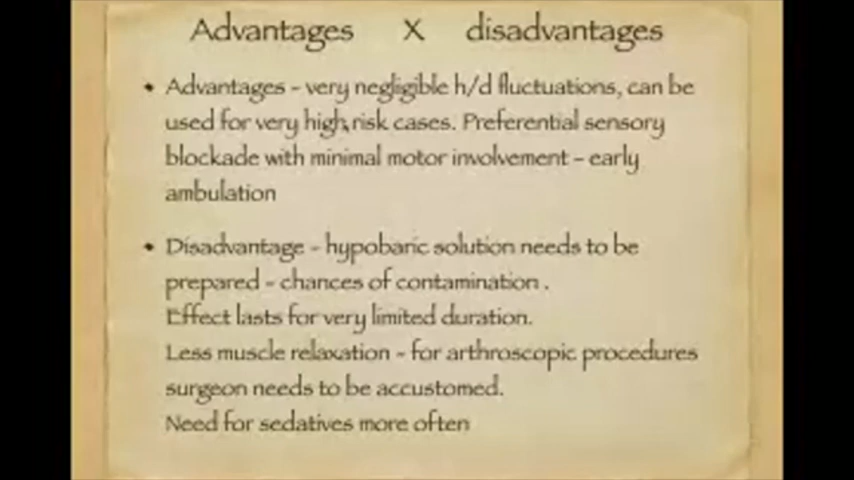 Advantages X disadvantages
• Advantages - very negligible h/d fluctuations, can be
used for very high risk cases. Preferential sensory
blockade with minimal motor involvement - early
ambulation
• Disadvantage - hypobaric solution needs to be
prepared - chances of contamination .
Effect lasts for very limited duration.
Less muscle relaxation - for arthroscopic procedures
surgeon needs to be accustomed.
Need for sedatives more often